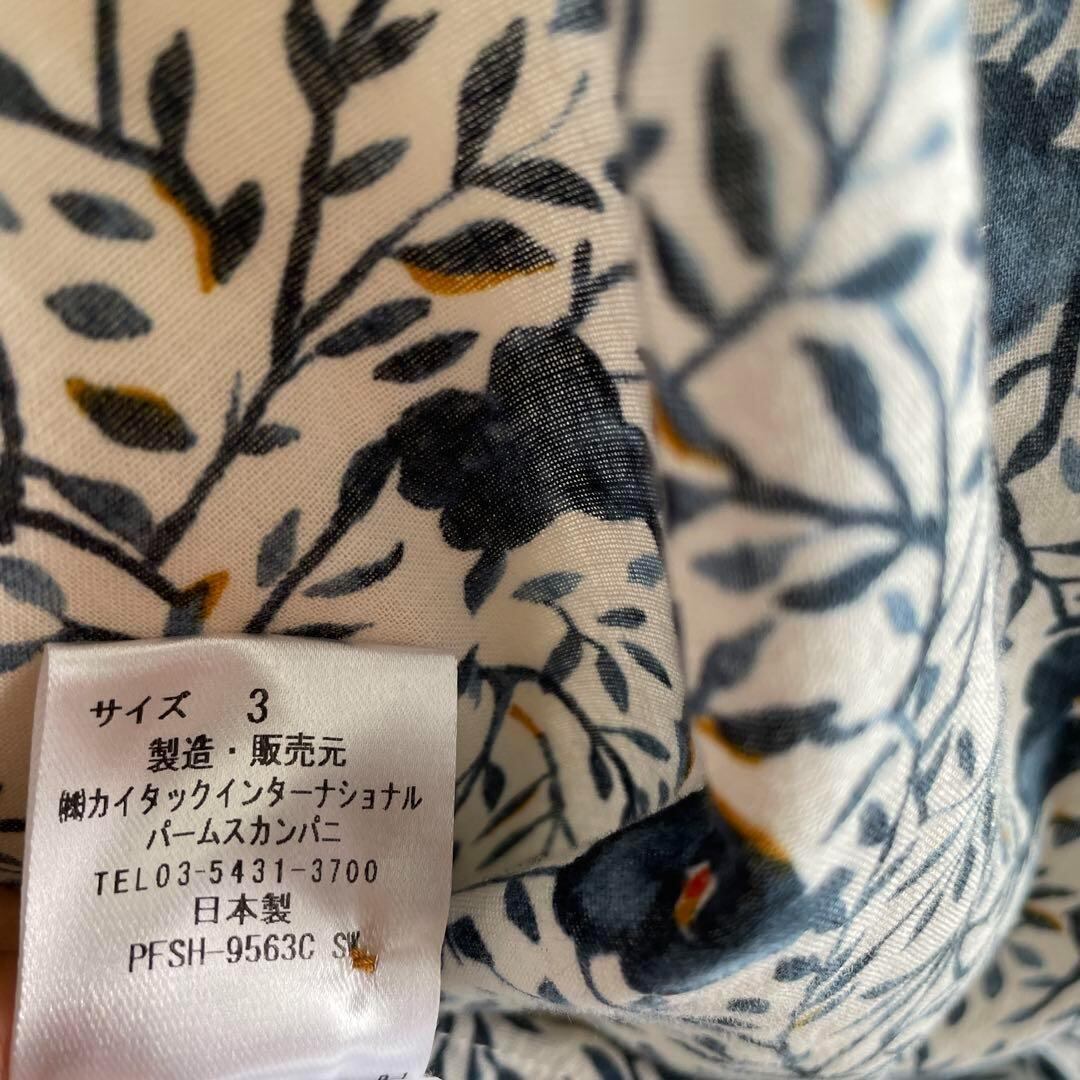 サイズ 3
製造・販売元
㈱カイタックインターナショナル
パームスカンパニ
TEL03-5431-3700
日本製
PFSH-9563C SW